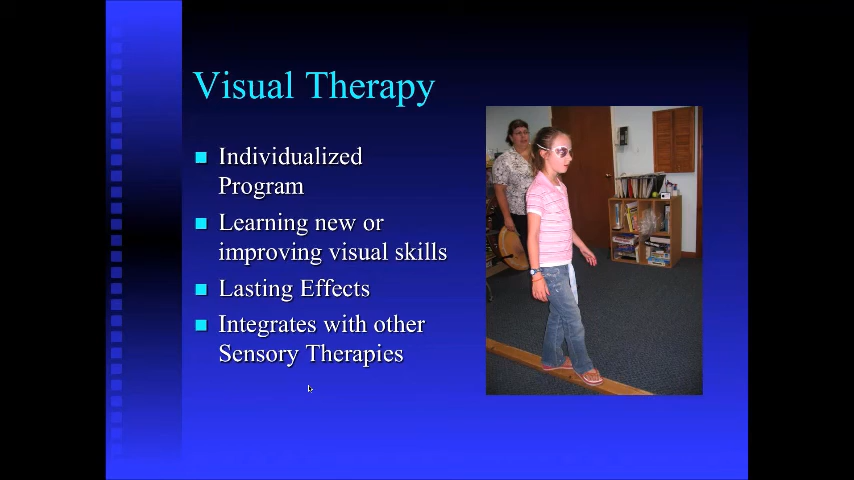 Visual Therapy
Individualized
Program
Learning new or
improving visual skills
Lasting Effects
Integrates with other
Sensory Therapies